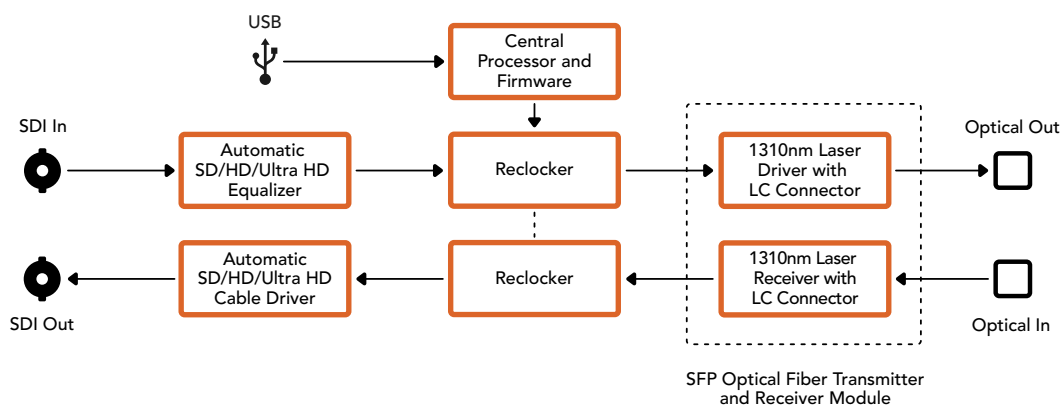 USB
Central
Processor and
Firmware
SDI In
Automatic
SD/HD/Ultra HD
Equalizer
Reclocker
1310nm Laser
Driver with
LC Connector
Optical Out
Automatic
SD/HD/Ultra HD
Cable Driver
Reclocker
1310nm Laser
Receiver with
LC Connector
SDI Out
Optical In
SFP Optical Fiber Transmitter
and Receiver Module